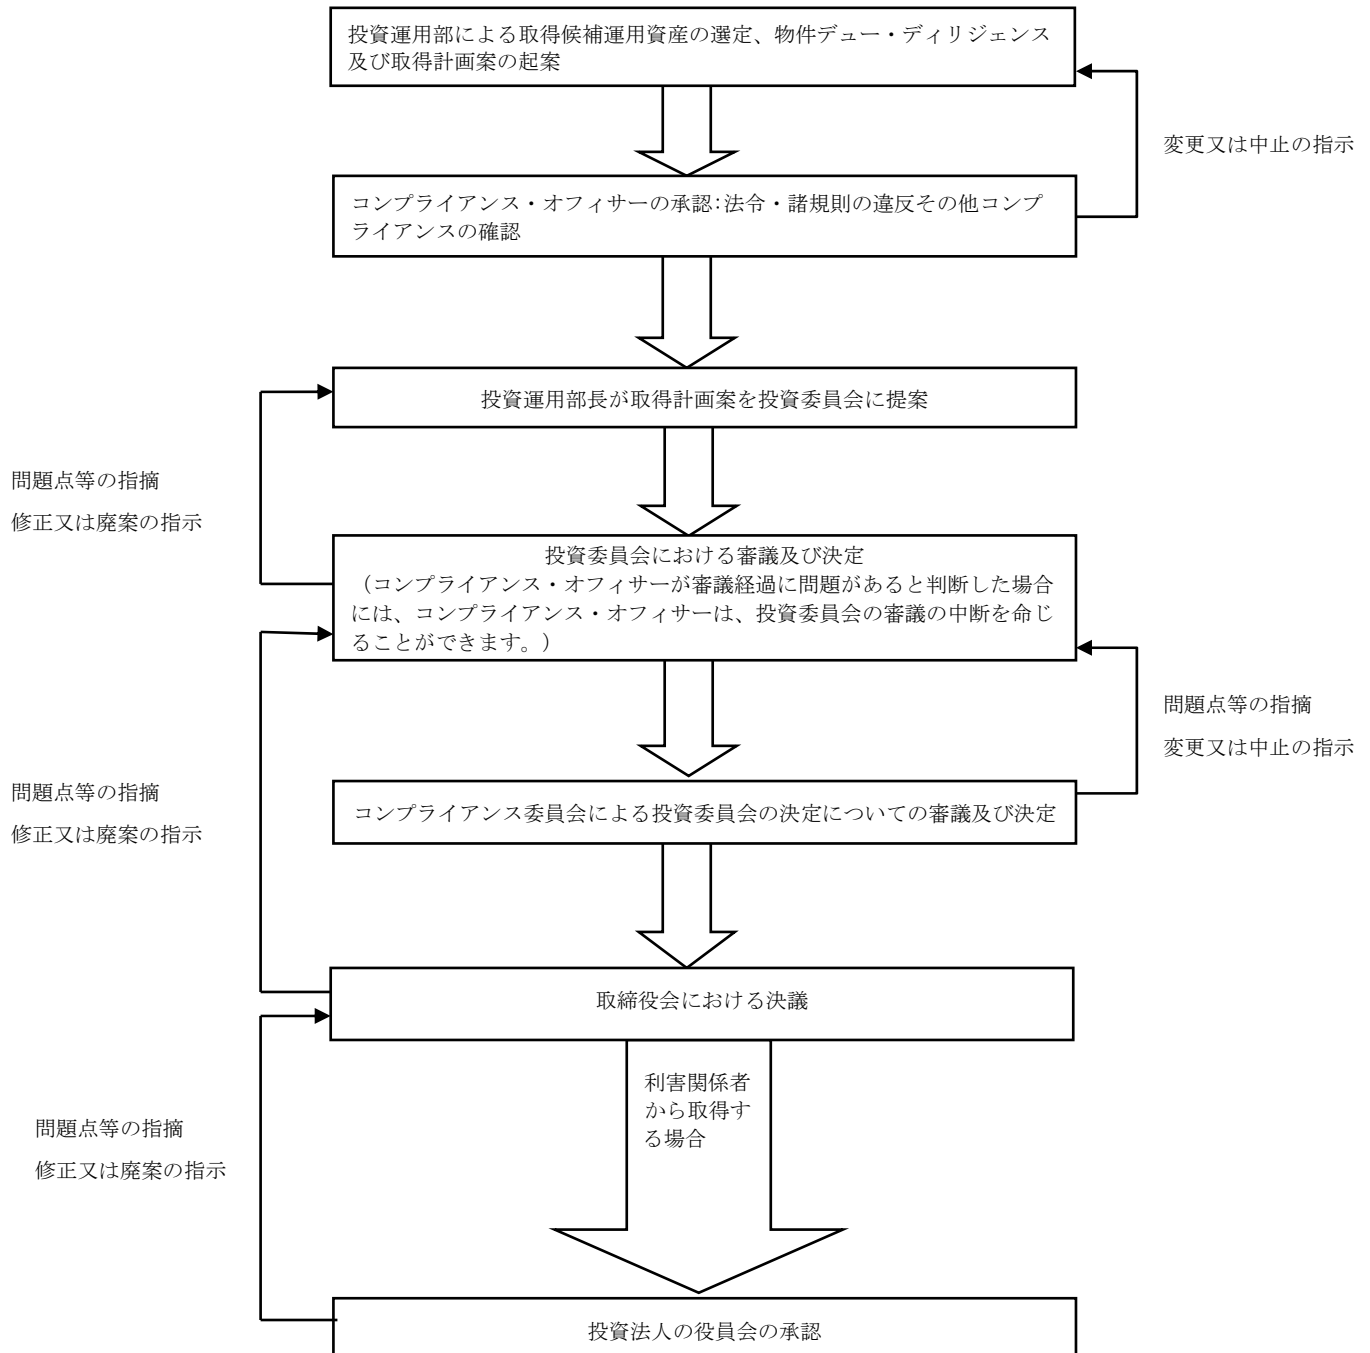 投資運用部による取得候補運用資産の選定、物件デュー・ディリジェンス
及び取得計画案の起案
変更又は中止の指示
コンプライアンス・オフィサーの承認:法令・諸規則の違反その他コンプ
ライアンスの確認
投資運用部長が取得計画案を投資委員会に提案
問題点等の指摘
修正又は廃案の指示
投資委員会における審議及び決定
（コンプライアンス・オフィサーが審議経過に問題があると判断した場合
には、コンプライアンス・オフィサーは、投資委員会の審議の中断を命じ
ることができます。）
問題点等の指摘
変更又は中止の指示
問題点等の指摘
修正又は廃案の指示
コンプライアンス委員会による投資委員会の決定についての審議及び決定
取締役会における決議
利害関係者
から取得す
る場合
問題点等の指摘
修正又は廃案の指示
投資法人の役員会の承認